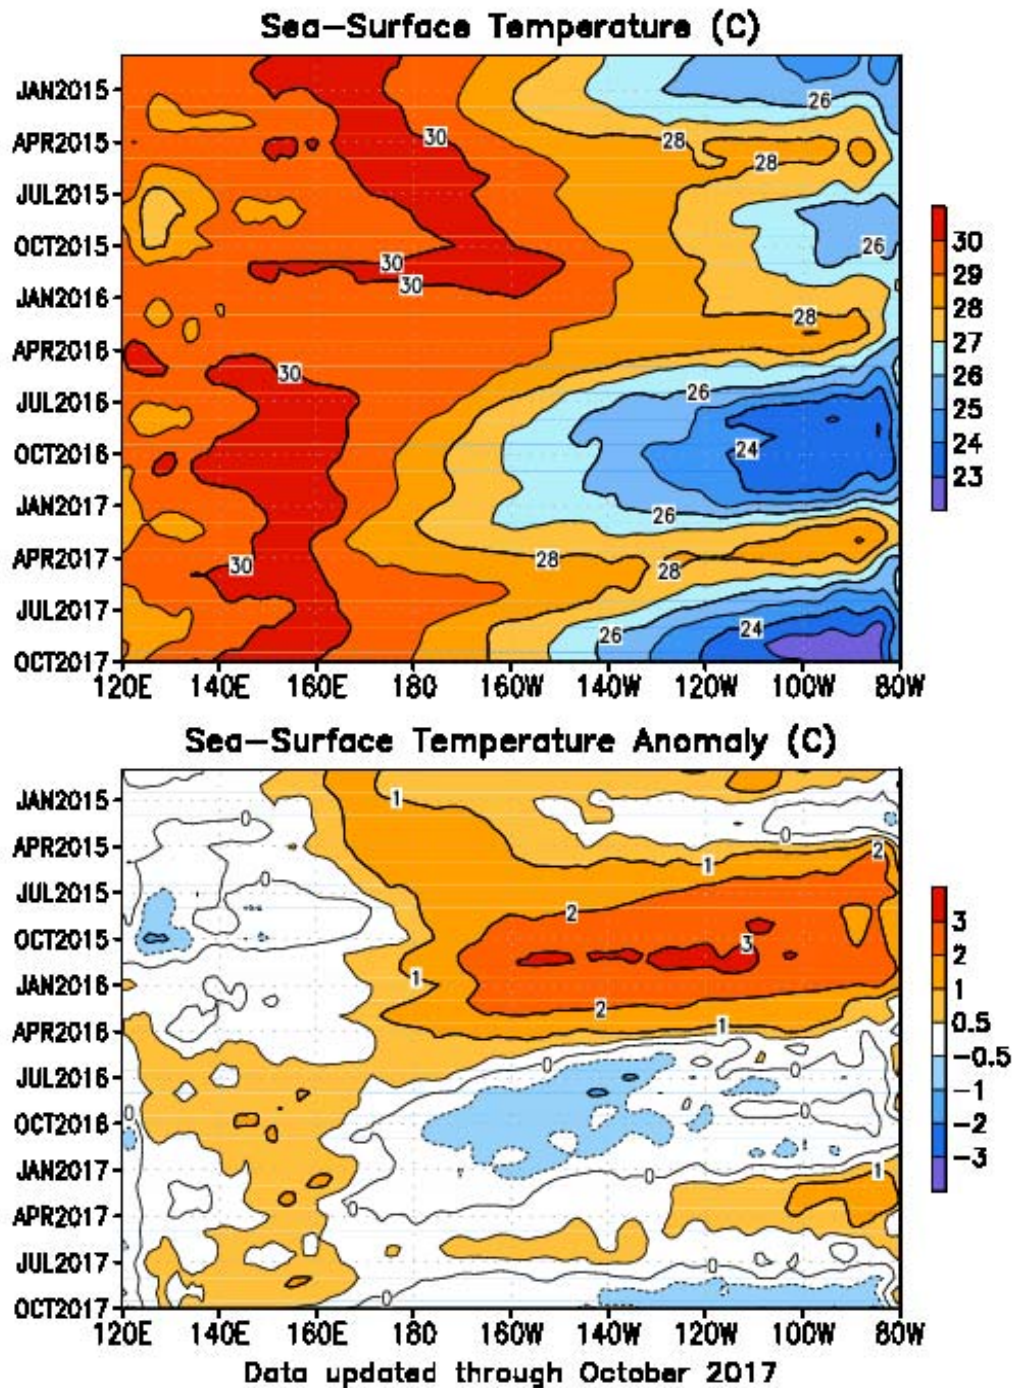 Sea-Surface Temperature (C)
JAN2015
APR2015
JUL2015
OCT2015
JAN2016
APR2016
JUL2016
OCT2016
JAN2017
APR2017
JUL2017
OCT2017
26
30
28
28
26
30
30
28
30
26
24
26
28
30
28
24
26
120E 140E 160E 180 160W 140W 120W 100W 80W
30
29
28
27
26
25
24
23
Sea-Surface Temperature Anomaly (C)
JAN2015
APR2015
JUL2015
OCT2015
JAN2016
APR2016
JUL2016
OCT2016
JAN2017
APR2017
JUL2017
OCT2017
1
0
0
2
1
0
2
3
1
2
1
0
0
0
0
0
1
0
0
0
120E 140E 160E 180 160W 140W 120W 100W 80W
3
2
1
0.5
-0.5
-1
-2
-3
Data updated through October 2017